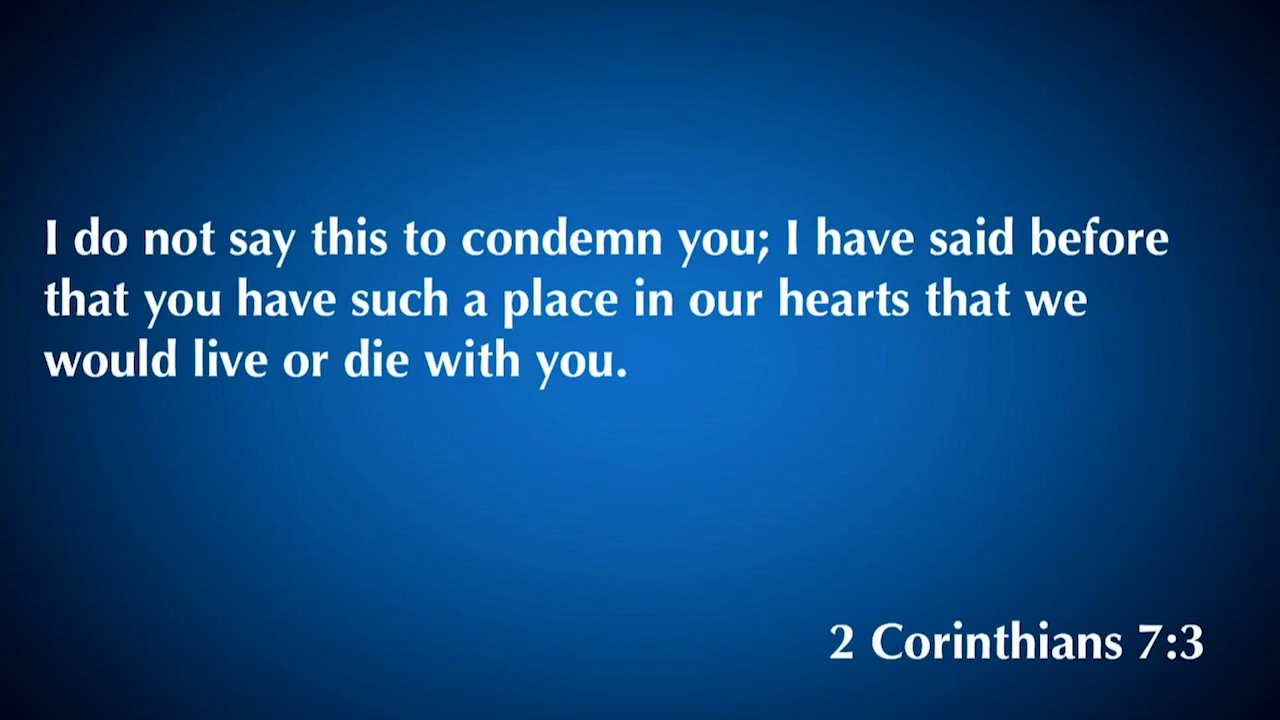 I do not say this to condemn you; I have said before
that you have such a place in our hearts that we
would live or die with you.
2 Corinthians 7:3